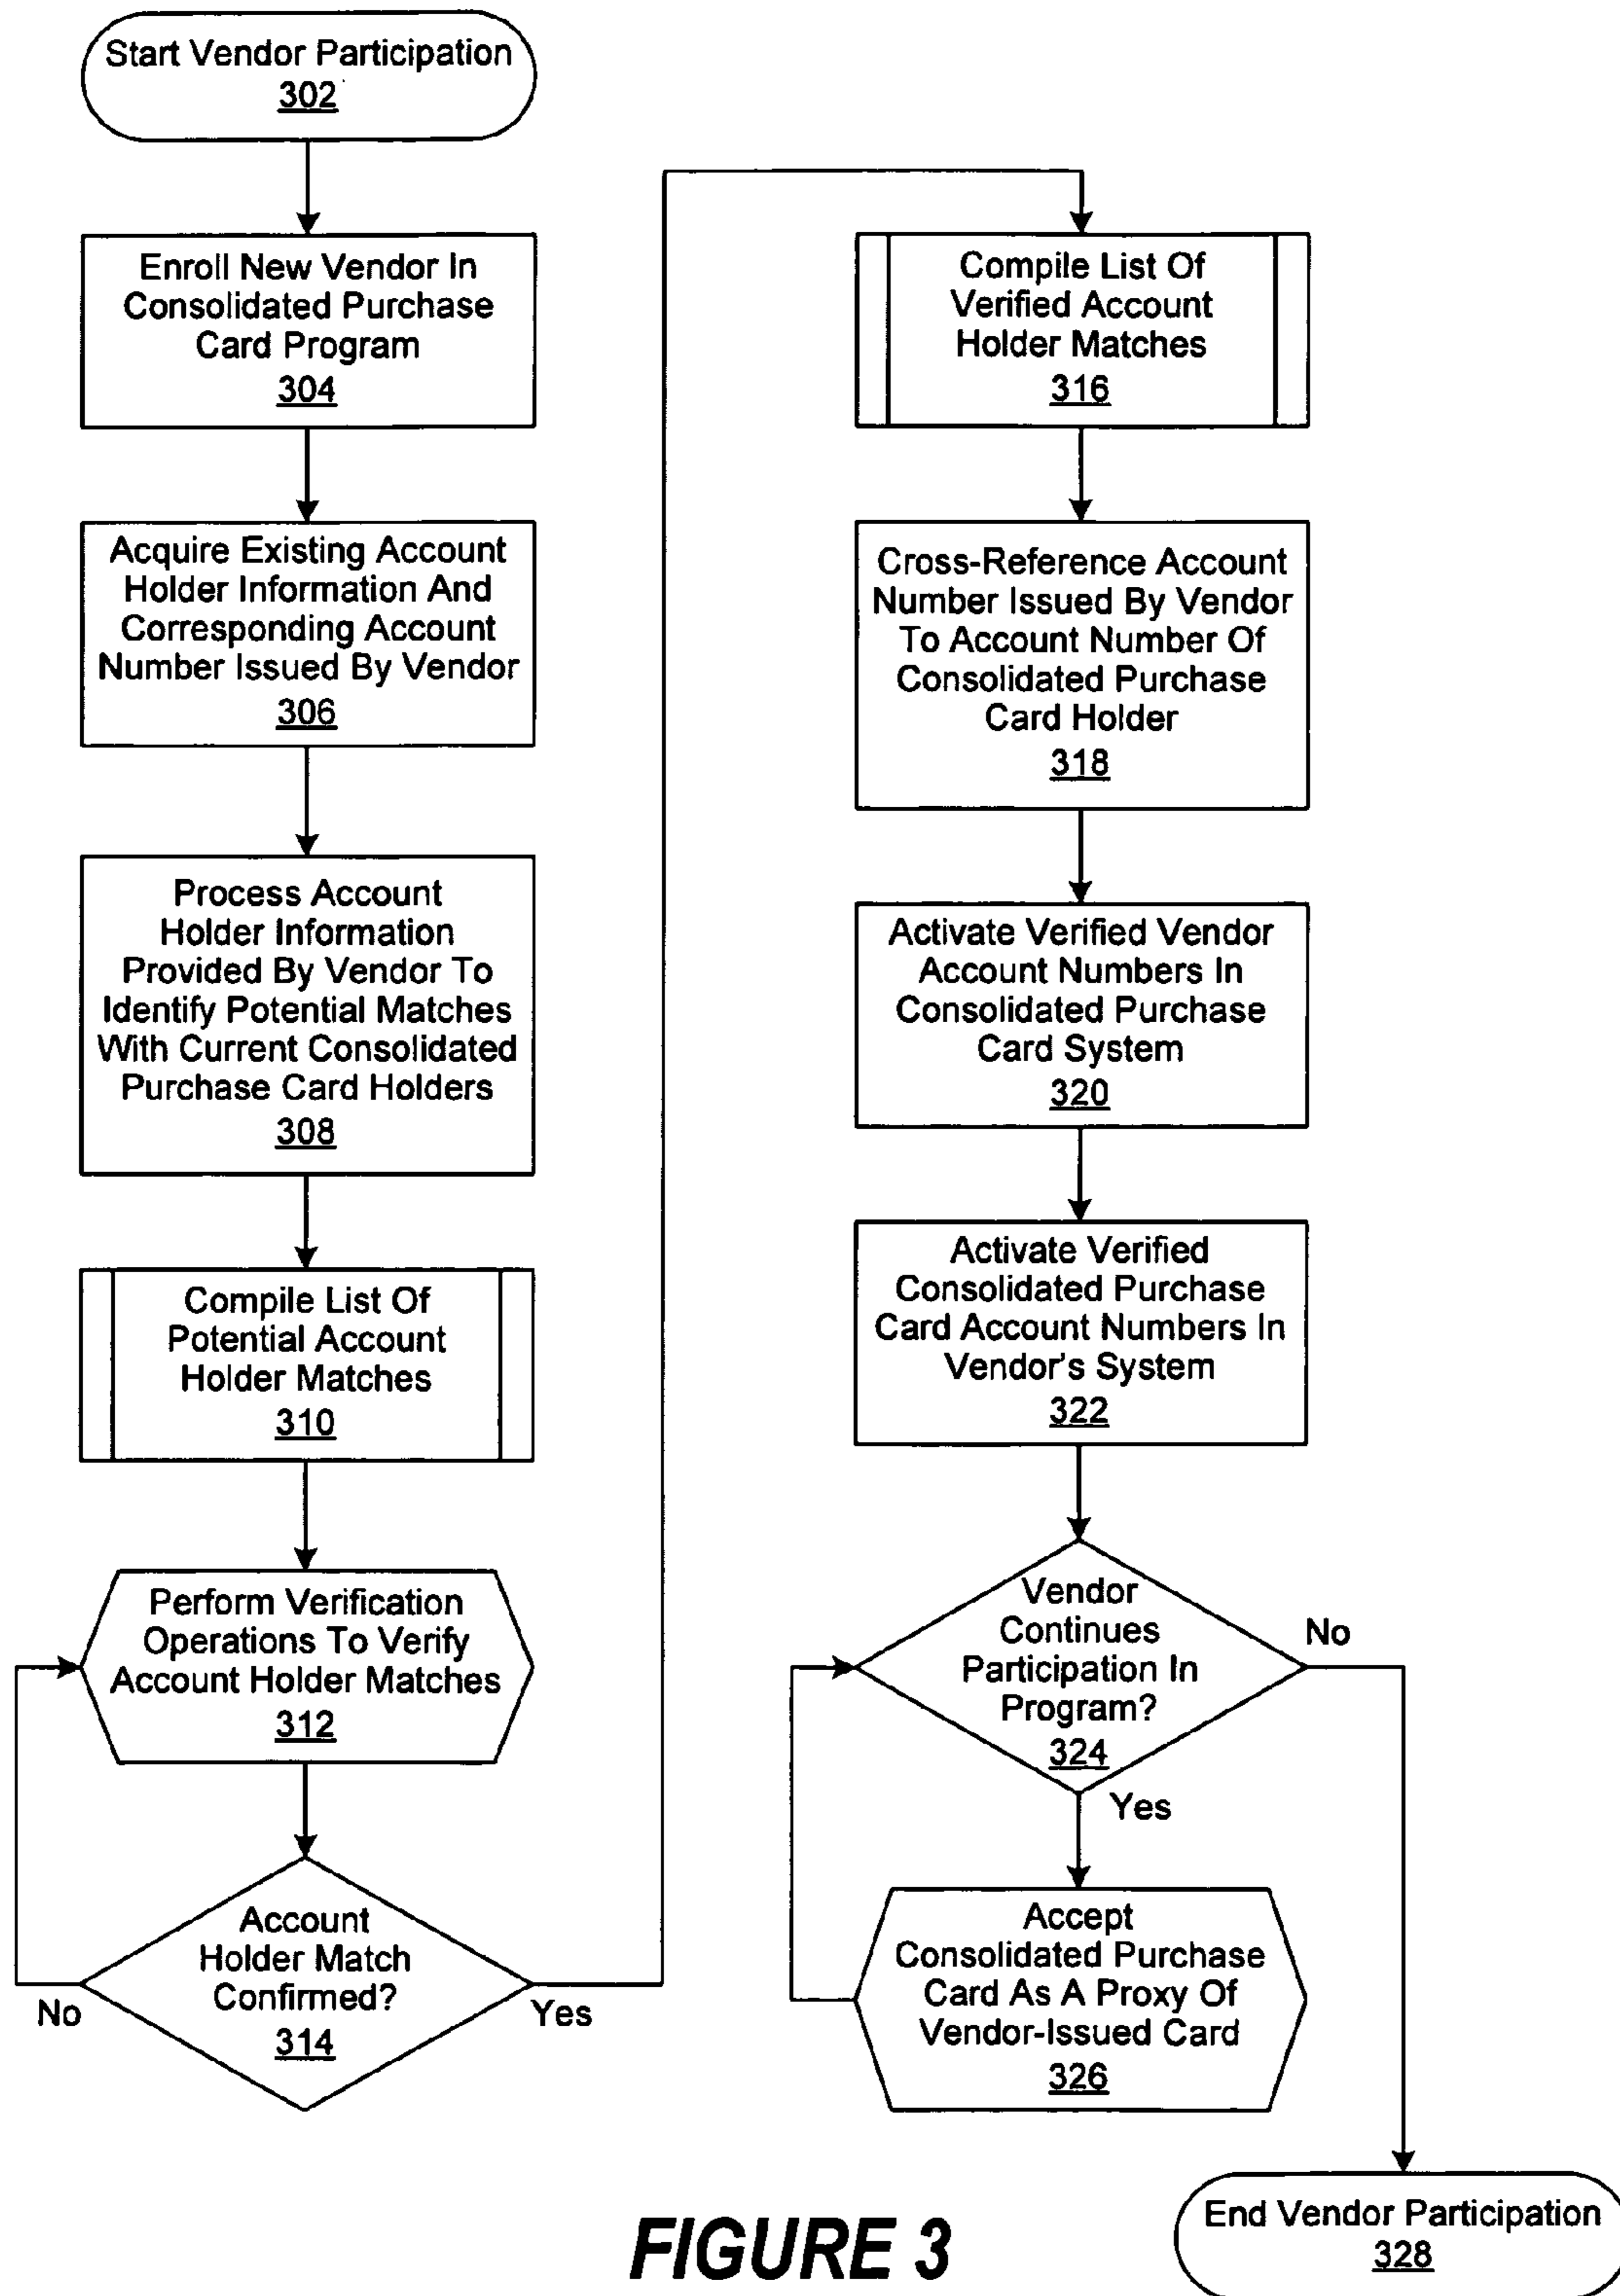 Start Vendor Participation
302
Enroll New Vendor In
Consolidated Purchase
Card Program
304
Acquire Existing Account
Holder Information And
Corresponding Account
Number Issued By Vendor
306
Process Account
Holder Information
Provided By Vendor To
Identify Potential Matches
With Current Consolidated
Purchase Card Holders
308
Compile List Of
Potential Account
Holder Matches
310
Perform Verification
Operations To Verify
Account Holder Matches
312
Account
Holder Match
Confirmed?
314
No
Yes
Compile List Of
Verified Account
Holder Matches
316
Cross-Reference Account
Number Issued By Vendor
To Account Number Of
Consolidated Purchase
Card Holder
318
Activate Verified Vendor
Account Numbers In
Consolidated Purchase
Card System
320
Activate Verified
Consolidated Purchase
Card Account Numbers In
Vendor's System
322
Vendor
Continues
Participation In
Program?
324
No
Yes
Accept
Consolidated Purchase
Card As A Proxy Of
Vendor-Issued Card
326
End Vendor Participation
328
FIGURE 3